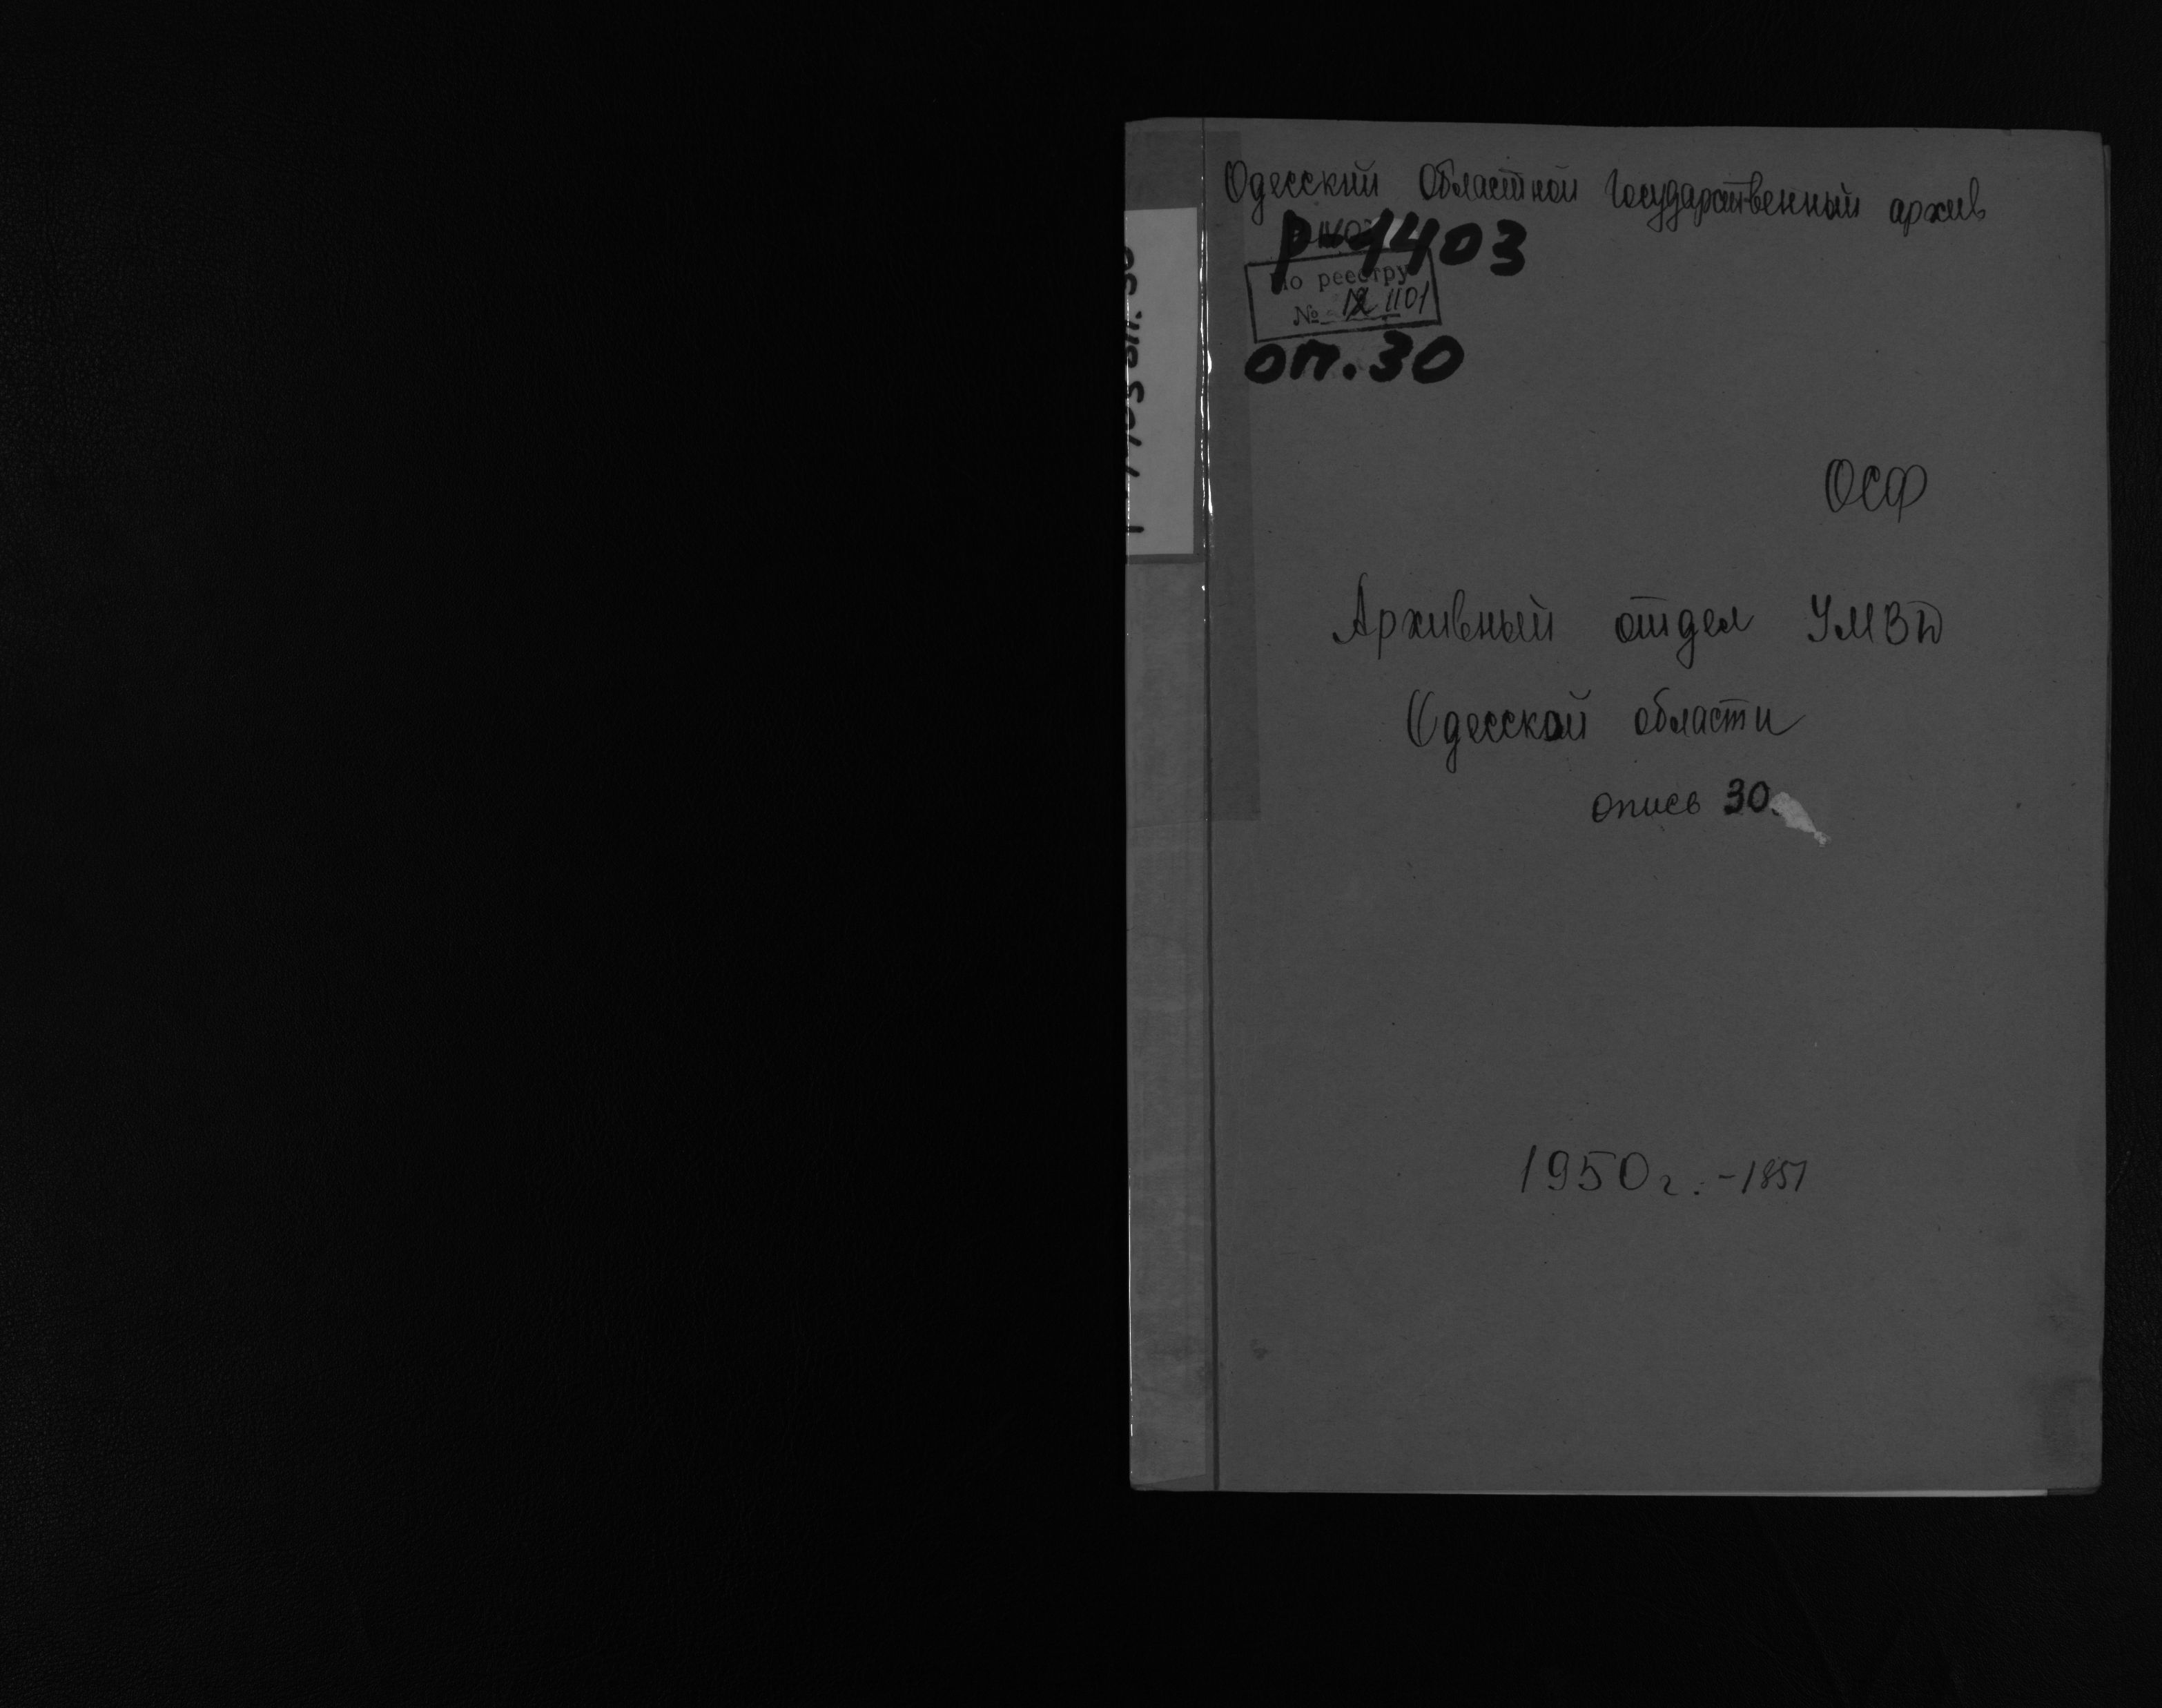 Одесский Областной Государственный архив
Р-1403
По реестру
№ 1101
оп. 30
ОСФ
Архивный отдел УМВД
Одесской области
опись 30.
1950 г. - 1851